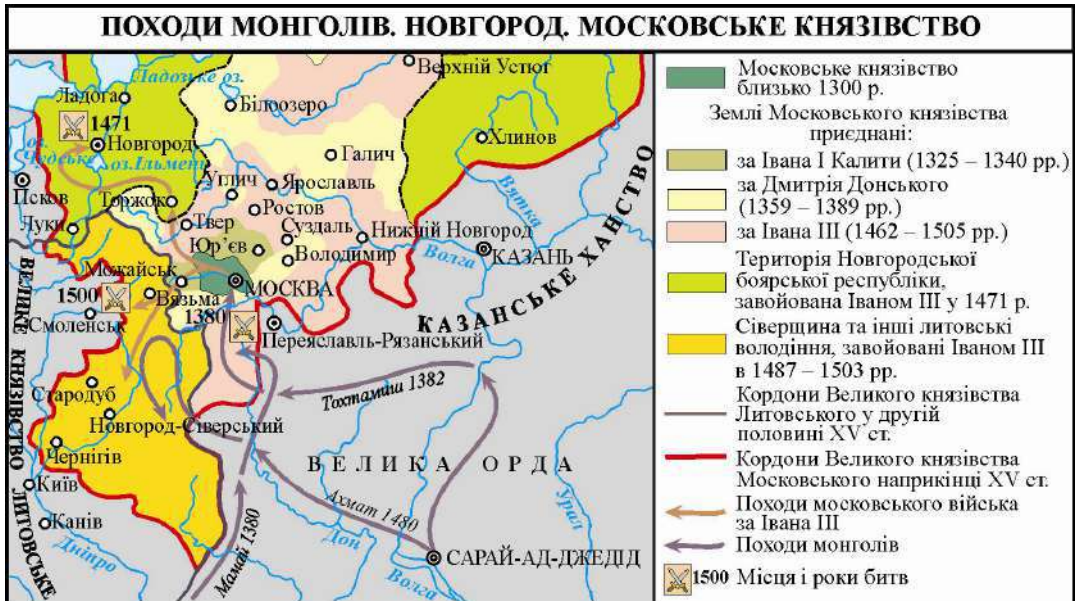 ПОХОДИ МОНГОЛІВ. НОВГОРОД. МОСКОВСЬКЕ КНЯЗІВСТВО
Ладозьке оз.
Верхній Устюг
Ладога
Білоозеро
1471
Новгород
Хлинов
оз. Чудське
оз.Ільмень
Галич
Псков
Углич
Ярославль
Вятка
Торжок
Ростов
Луки
Твер
Суздаль
Нижній Новгород
Юр’єв
Волга
КАЗАНЬ
Володимир
Можайськ
МОСКВА
КАЗАНСЬКЕ ХАНСТВО
1500
Вязьма
1380
Смоленськ
Переяславль-Рязанський
Стародуб
Тохтамиш 1382
Новгород-Сіверський
Чернігів
ВЕЛИКА ОРДА
Київ
Ахмат 1480
Урал
Канів
Дон
Мамай 1380
САРАЙ-АД-ДЖЕДІД
Дніпро
Волга
ВЕЛИКЕ КНЯЗІВСТВО ЛИТОВСЬКЕ
Московське князівство
близько 1300 р.
Землі Московського князівства
приєднані:
за Івана І Калити (1325 – 1340 рр.)
за Дмитрія Донського
(1359 – 1389 рр.)
за Івана ІІІ (1462 – 1505 рр.)
Територія Новгородської
боярської республіки,
завойована Іваном ІІІ у 1471 р.
Сіверщина та інші литовські
володіння, завойовані Іваном ІІІ
в 1487 – 1503 рр.
Кордони Великого князівства
Литовського у другій
половині XV ст.
Кордони Великого князівства
Московського наприкінці XV ст.
Походи московського війська
за Івана ІІІ
Походи монголів
1500 Місця і роки битв